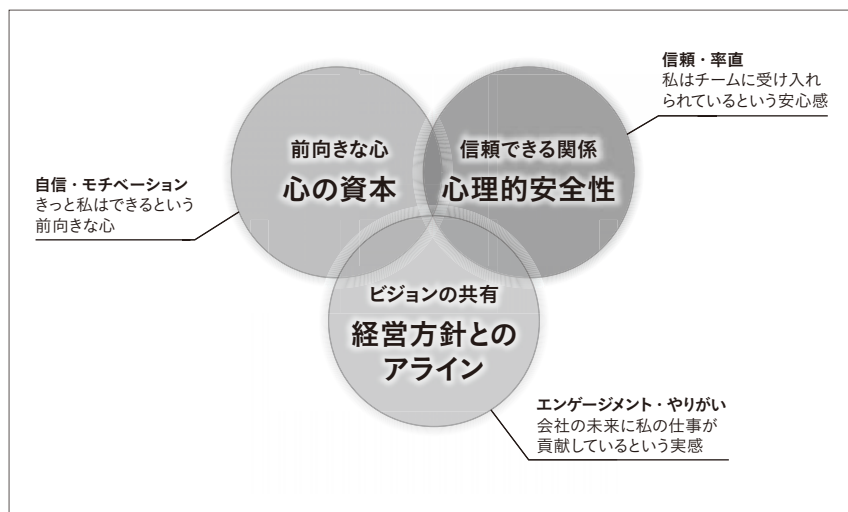 信頼・率直
私はチームに受け入れ
られているという安心感
前向きな心
心の資本
信頼できる関係
心理的安全性
自信・モチベーション
きっと私はできるという
前向きな心
ビジョンの共有
経営方針との
アライン
エンゲージメント・やりがい
会社の未来に私の仕事が
貢献しているという実感